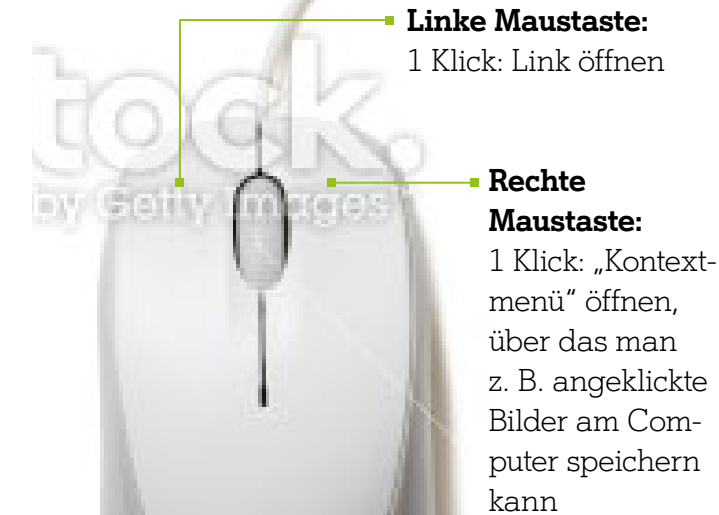 Linke Maustaste:
1 Klick: Link öffnen
tock.
by Getty Images
Rechte
Maustaste:
1 Klick: „Kontext-
menü“ öffnen,
über das man
z. B. angeklickte
Bilder am Com-
puter speichern
kann